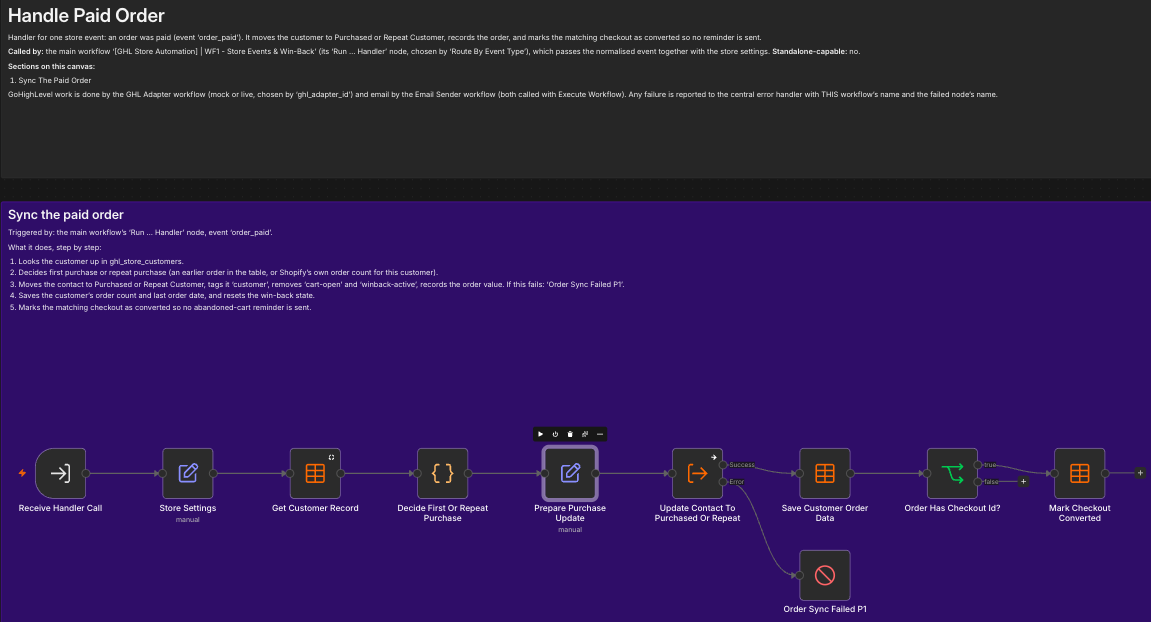 Handle Paid Order
Handler for one store event: an order was paid (event 'order_paid'). It moves the customer to Purchased or Repeat Customer, records the order, and marks the matching checkout as converted so no reminder is sent.
Called by: the main workflow '[GHL Store Automation] | WF1 - Store Events & Win-Back' (its 'Run ... Handler' node, chosen by 'Route By Event Type'), which passes the normalised event together with the store settings. Standalone-capable: no.
Sections on this canvas:
1. Sync The Paid Order
GoHighLevel work is done by the GHL Adapter workflow (mock or live, chosen by 'ghl_adapter_id') and email by the Email Sender workflow (both called with Execute Workflow). Any failure is reported to the central error handler with THIS workflow's name and the failed node's name.
Sync the paid order
Triggered by: the main workflow's 'Run ... Handler' node, event 'order_paid'.
What it does, step by step:
1. Looks the customer up in ghl_store_customers.
2. Decides first purchase or repeat purchase (an earlier order in the table, or Shopify's own order count for this customer).
3. Moves the contact to Purchased or Repeat Customer, tags it 'customer', removes 'cart-open' and 'winback-active', records the order value. If this fails: 'Order Sync Failed P1'.
4. Saves the customer's order count and last order date, and resets the win-back state.
5. Marks the matching checkout as converted so no abandoned-cart reminder is sent.
Success
Error
true
false
Receive Handler Call
Store Settings
manual
Get Customer Record
Decide First Or Repeat
Purchase
Prepare Purchase
Update
manual
Update Contact To
Purchased Or Repeat
Save Customer Order
Data
Order Has Checkout Id?
Mark Checkout
Converted
Order Sync Failed P1